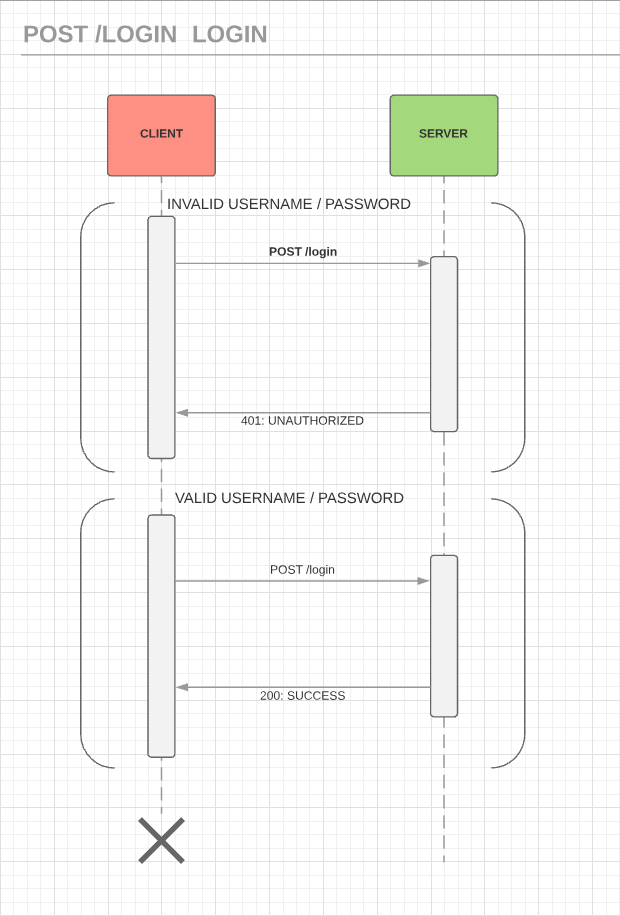 POST /LOGIN  LOGIN
CLIENT
SERVER
INVALID USERNAME / PASSWORD
POST /login
401: UNAUTHORIZED
VALID USERNAME / PASSWORD
POST /login
200: SUCCESS